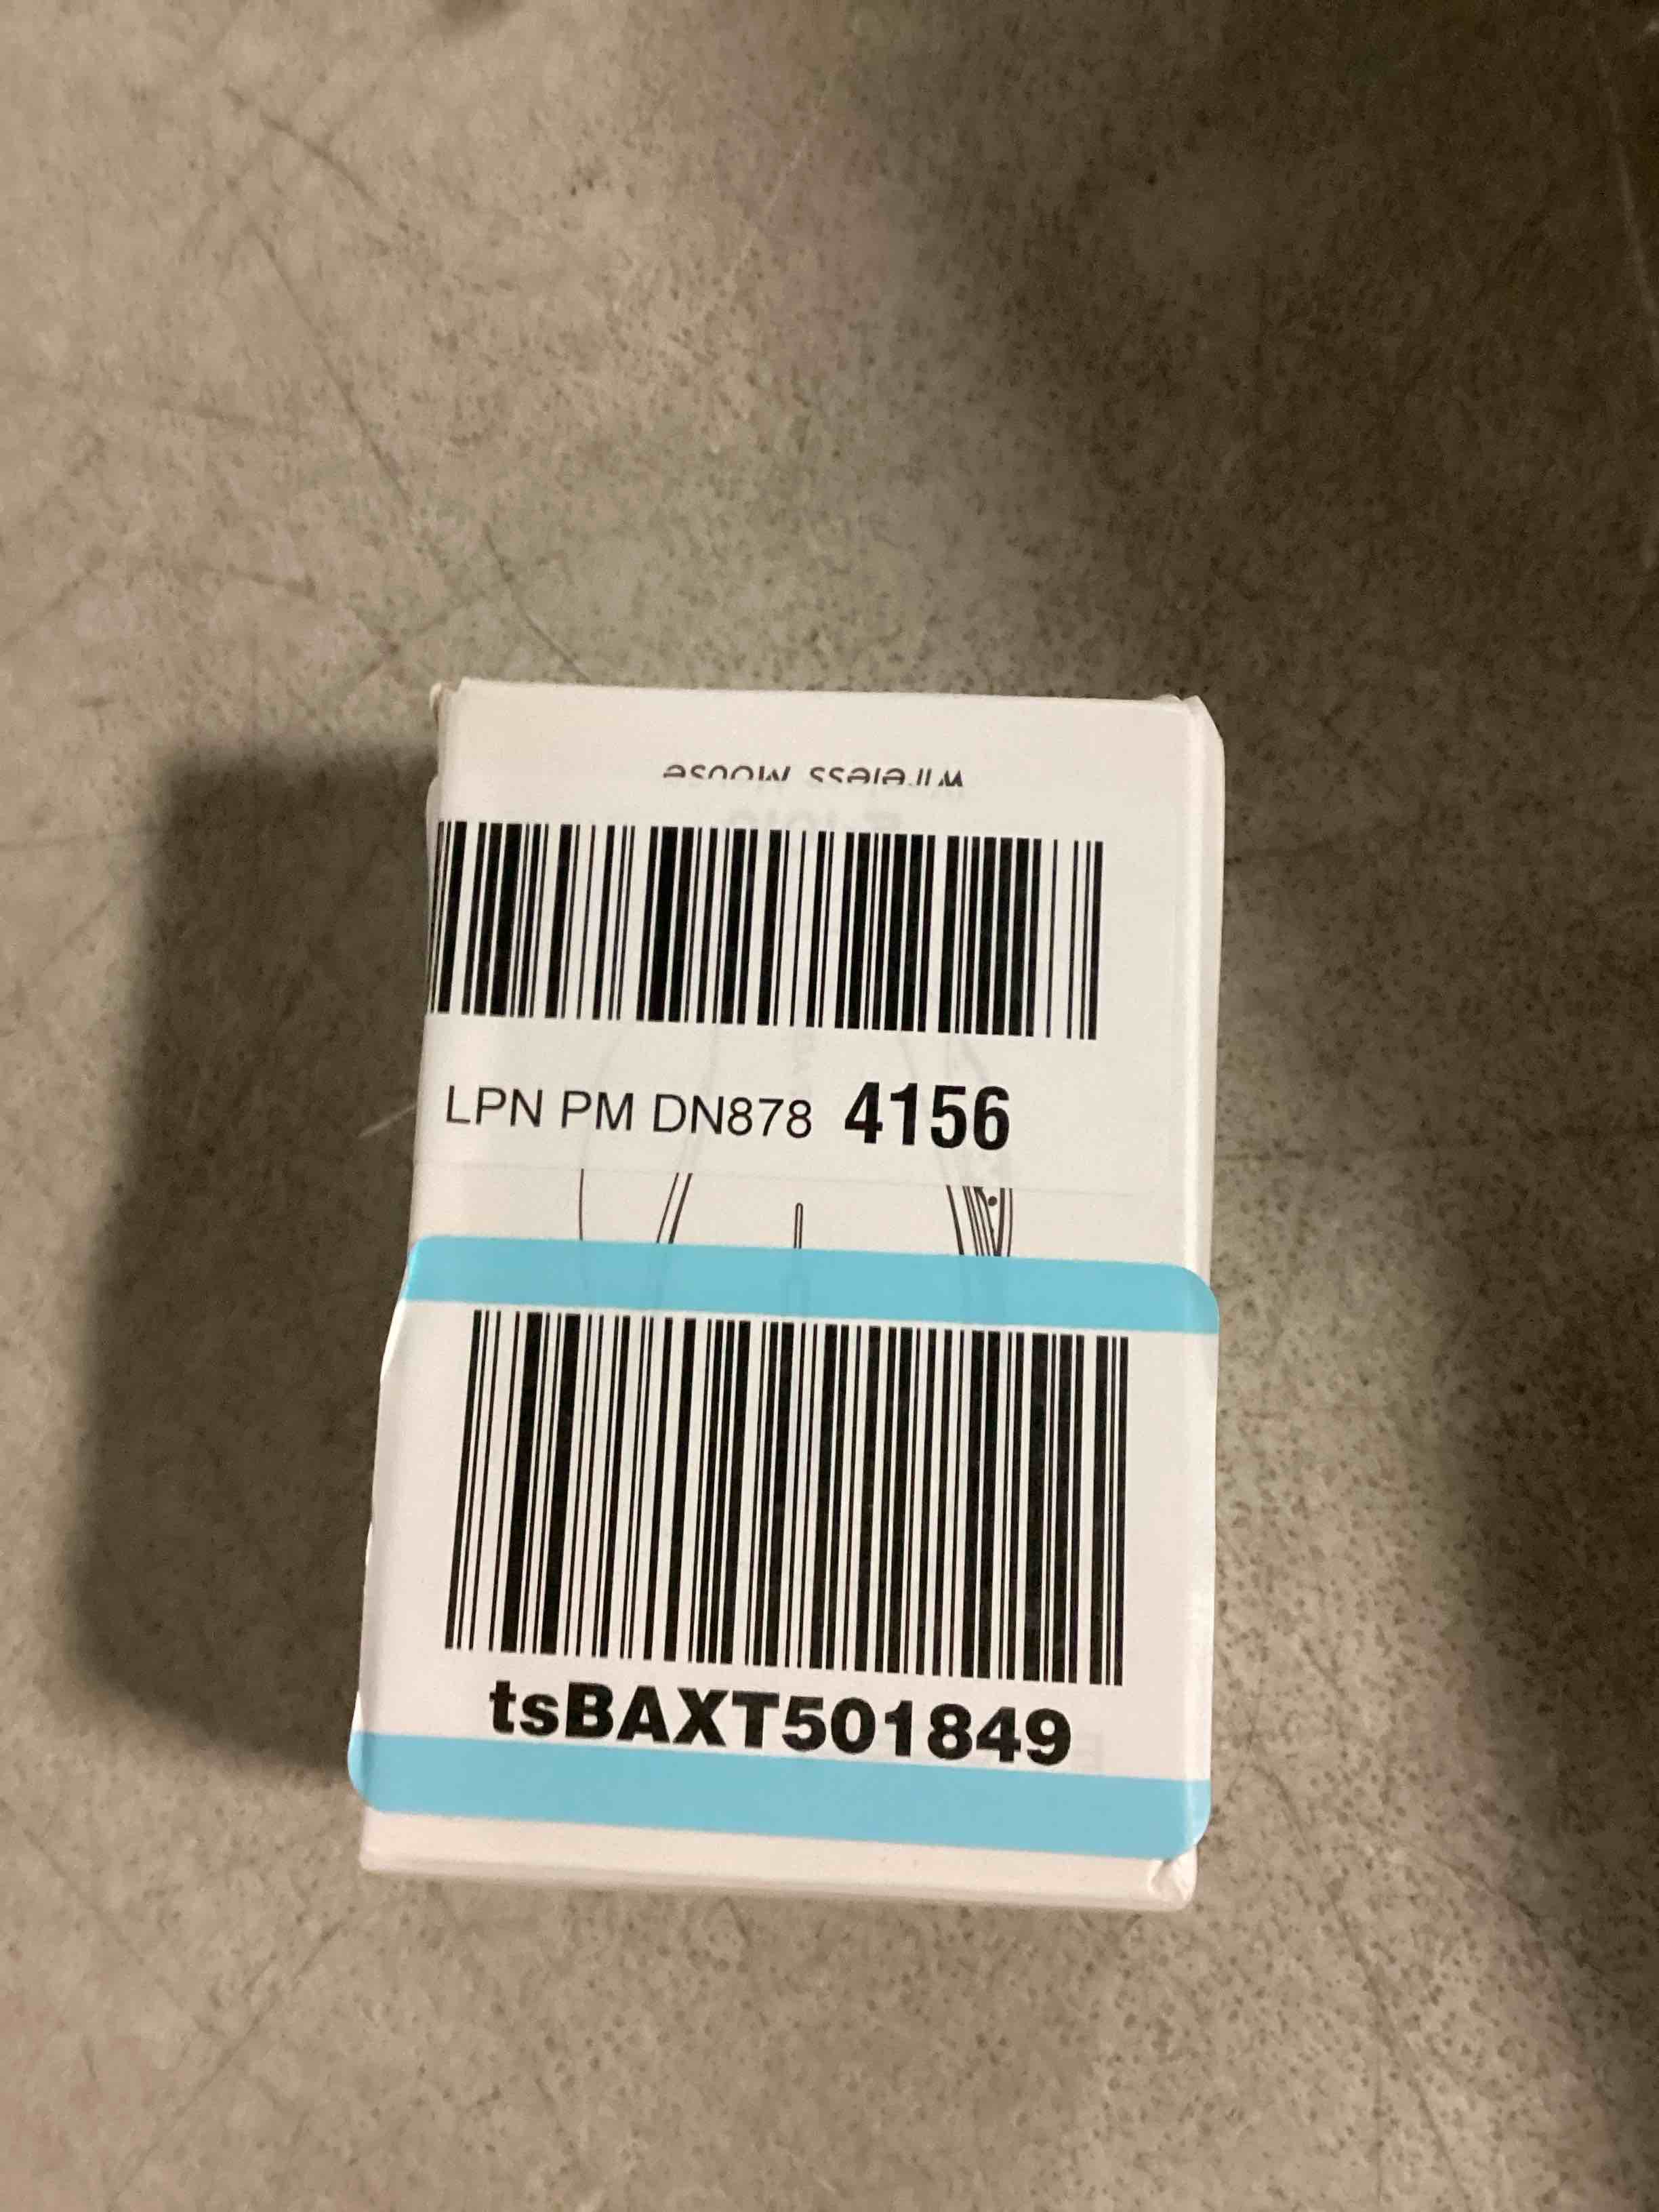 Wireless Mouse
LPN PM DN878 4156
tsBAXT501849